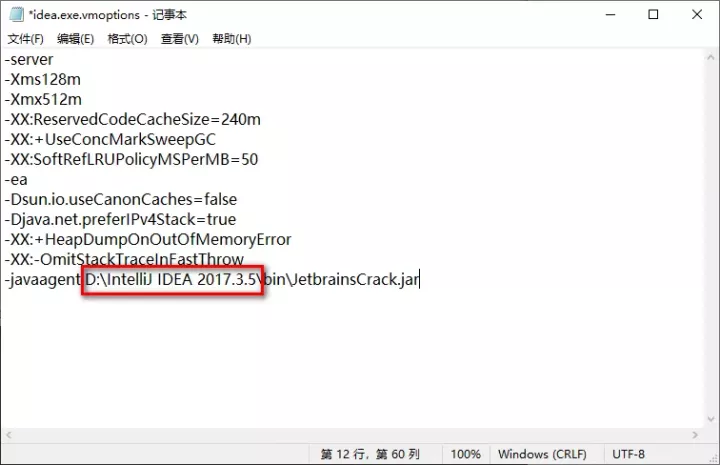 *idea.exe.vmoptions - 记事本
文件(F) 编辑(E) 格式(O) 查看(V) 帮助(H)
-server
-Xms128m
-Xmx512m
-XX:ReservedCodeCacheSize=240m
-XX:+UseConcMarkSweepGC
-XX:SoftRefLRUPolicyMSPerMB=50
-ea
-Dsun.io.useCanonCaches=false
-Djava.net.preferIPv4Stack=true
-XX:+HeapDumpOnOutOfMemoryError
-XX:-OmitStackTraceInFastThrow
-javaagent:D:\IntelliJ IDEA 2017.3.5\bin\JetbrainsCrack.jar
第 12 行，第 60 列 100% Windows (CRLF) UTF-8